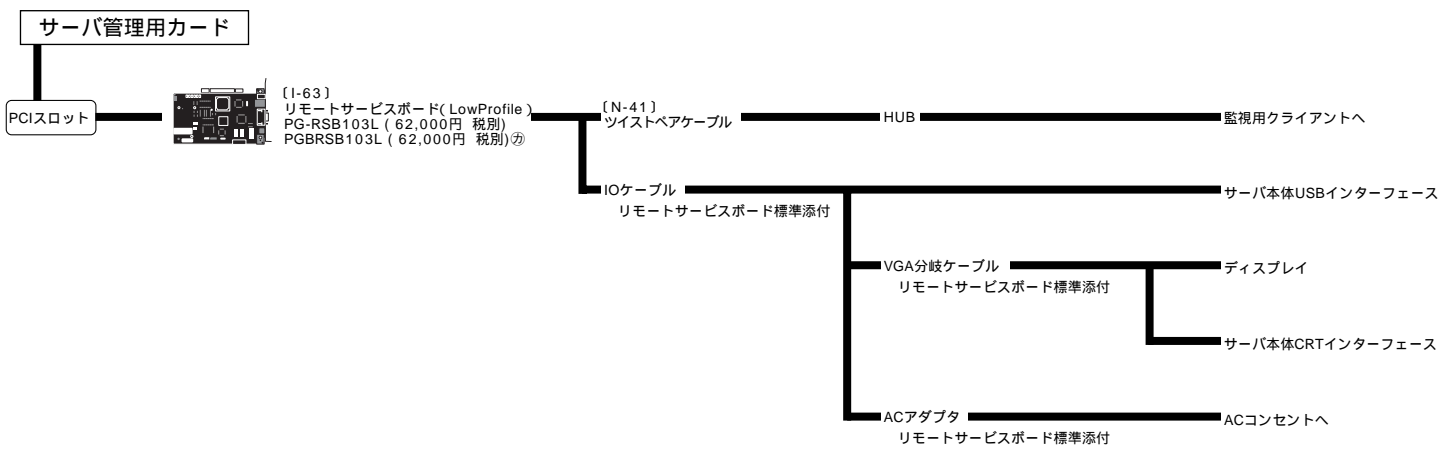 サーバ管理用カード
PCIスロット
〔I-63〕
リモートサービスボード(LowProfile)
PG-RSB103L(62,000円 税別)
PGBRSB103L(62,000円 税別)㋕
〔N-41〕
ツイストペアケーブル
HUB
監視用クライアントへ
IOケーブル
リモートサービスボード標準添付
サーバ本体USBインターフェース
VGA分岐ケーブル
リモートサービスボード標準添付
ディスプレイ
サーバ本体CRTインターフェース
ACアダプタ
リモートサービスボード標準添付
ACコンセントへ